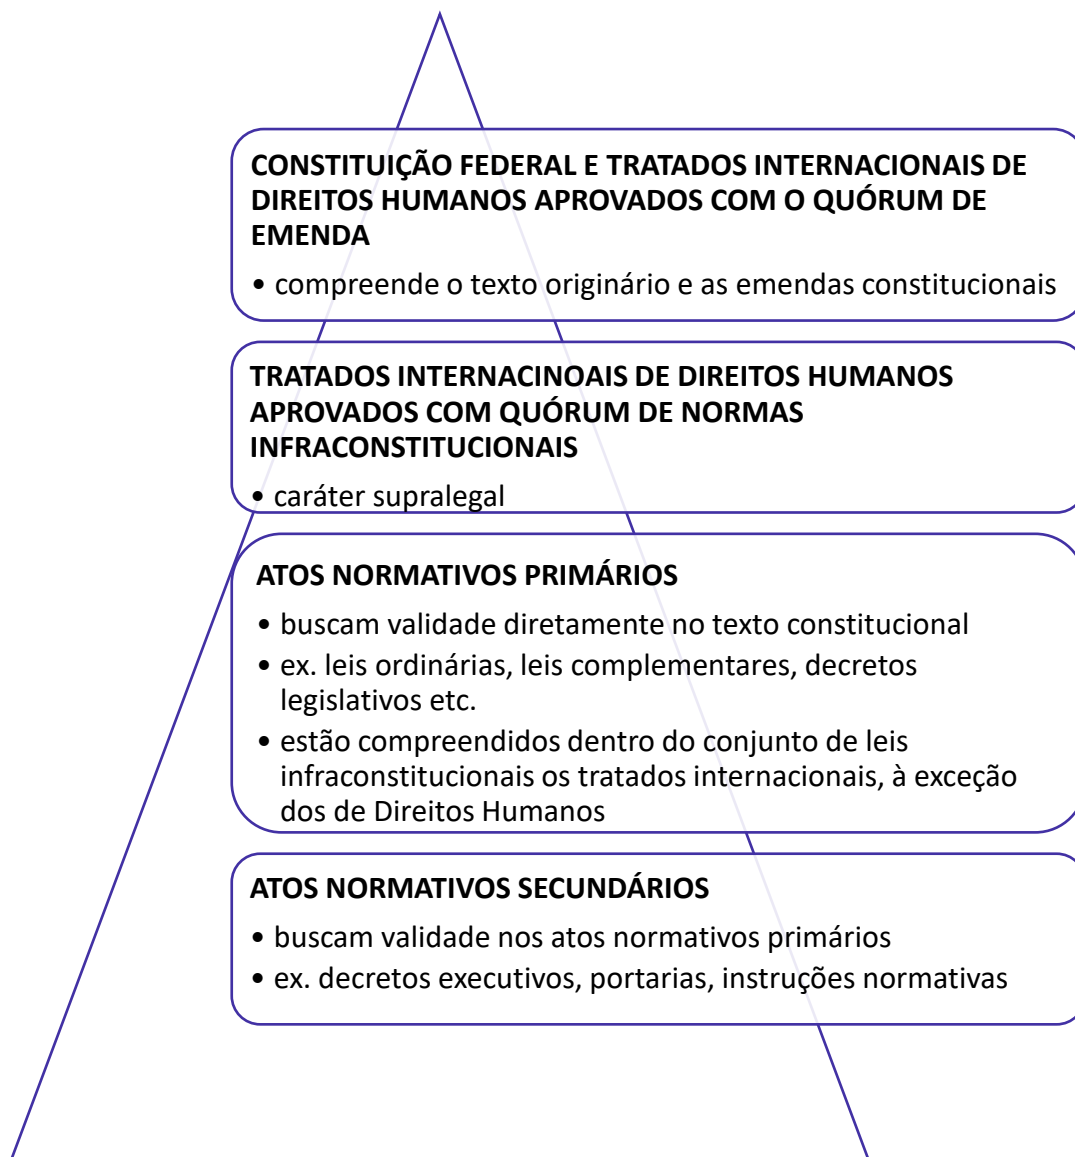 CONSTITUIÇÃO FEDERAL E TRATADOS INTERNACIONAIS DE
DIREITOS HUMANOS APROVADOS COM O QUÓRUM DE
EMENDA
• compreende o texto originário e as emendas constitucionais
TRATADOS INTERNACINOAIS DE DIREITOS HUMANOS
APROVADOS COM QUÓRUM DE NORMAS
INFRACONSTITUCIONAIS
• caráter supralegal
ATOS NORMATIVOS PRIMÁRIOS
• buscam validade diretamente no texto constitucional
• ex. leis ordinárias, leis complementares, decretos
legislativos etc.
• estão compreendidos dentro do conjunto de leis
infraconstitucionais os tratados internacionais, à exceção
dos de Direitos Humanos
ATOS NORMATIVOS SECUNDÁRIOS
• buscam validade nos atos normativos primários
• ex. decretos executivos, portarias, instruções normativas